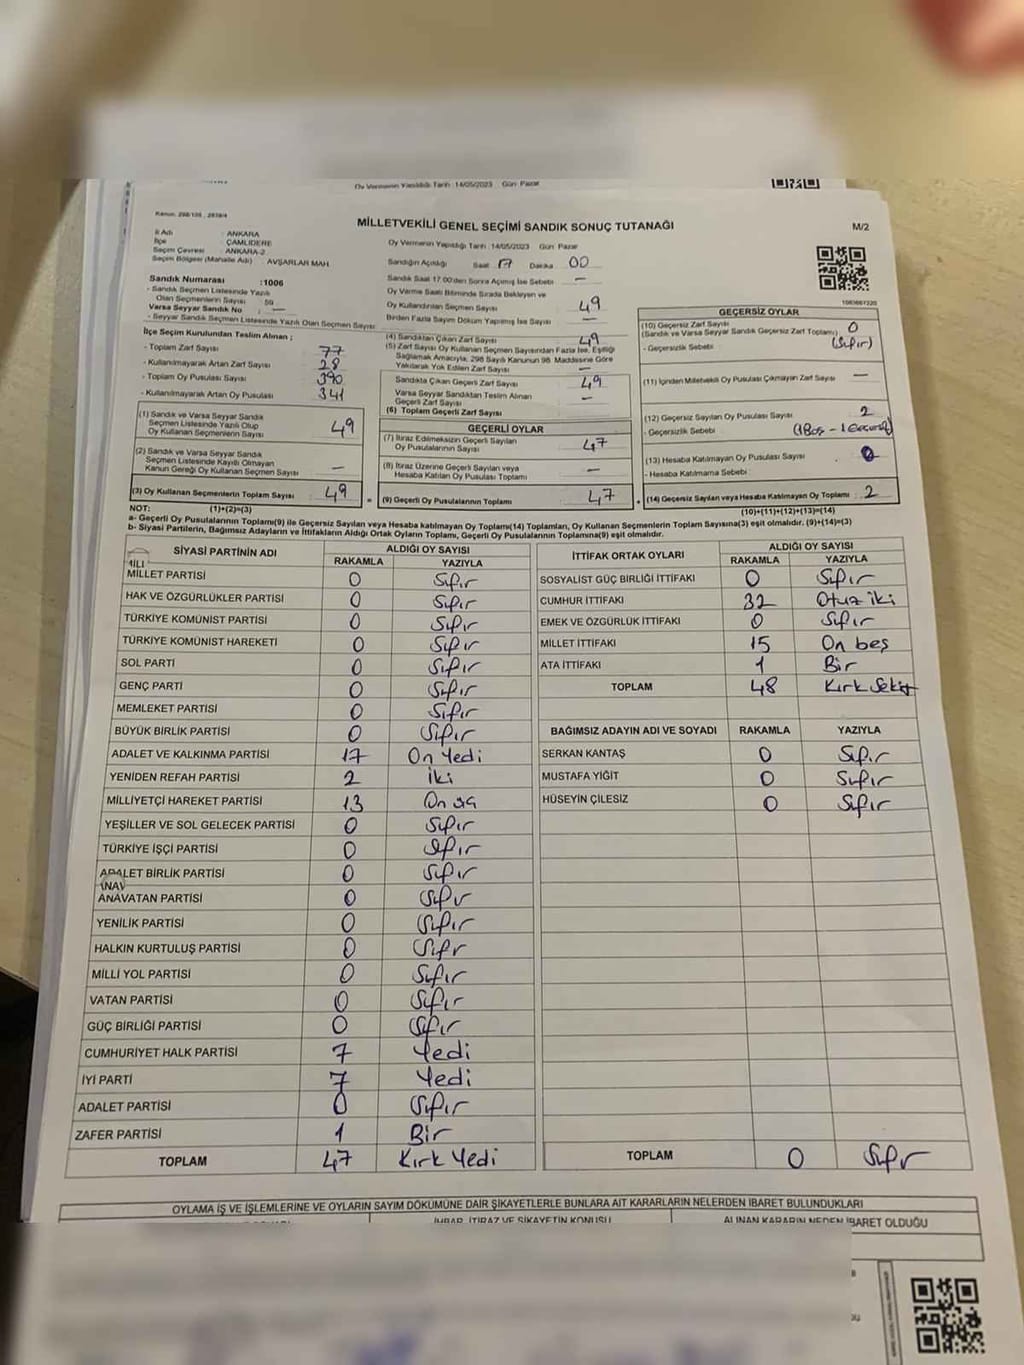 Oy Vermenin Yapıldığı Tarih :14/05/2023 Gün: Pazar
Kanun: 298/105 , 2839/4
MİLLETVEKİLİ GENEL SEÇİMİ SANDIK SONUÇ TUTANAĞI
M/2
İl Adı : ANKARA
İlçe : ÇAMLIDERE
Seçim Çevresi : ANKARA-2
Seçim Bölgesi (Mahalle Adı) : AVŞARLAR MAH.
Sandık Numarası :1006
- Sandık Seçmen Listesinde Yazılı
Olan Seçmenlerin Sayısı : 50
Varsa Seyyar Sandık No : —
- Seyyar Sandık Seçmen Listesinde Yazılı Olan Seçmen Sayısı:
İlçe Seçim Kurulundan Teslim Alınan ;
- Toplam Zarf Sayısı 77
- Kullanılmayarak Artan Zarf Sayısı 28
- Toplam Oy Pusulası Sayısı 390
- Kullanılmayarak Artan Oy Pusulası 341
(1) Sandık ve Varsa Seyyar Sandık
Seçmen Listesinde Yazılı Olup
Oy Kullanan Seçmenlerin Sayısı 49
(2) Sandık ve Varsa Seyyar Sandık
Seçmen Listesinde Kayıtlı Olmayan
Kanun Gereği Oy Kullanan Seçmen Sayısı —
(3) Oy Kullanan Seçmenlerin Toplam Sayısı 49
Oy Vermenin Yapıldığı Tarih :14/05/2023 Gün: Pazar
Sandığın Açıldığı Saat 17 Dakika 00
Sandık Saat 17:00'den Sonra Açılmış İse Sebebi —
Oy Verme Saati Bitiminde Sırada Bekleyen ve
Oy Kullandırılan Seçmen Sayısı 49
Birden Fazla Sayım Döküm Yapılmış İse Sayısı —
(4) Sandıktan Çıkan Zarf Sayısı 49
(5) Zarf Sayısı Oy Kullanan Seçmen Sayısından Fazla İse, Eşitliği
Sağlamak Amacıyla, 298 Sayılı Kanunun 98. Maddesine Göre
Yakılarak Yok Edilen Zarf Sayısı —
Sandıkta Çıkan Geçerli Zarf Sayısı 49
Varsa Seyyar Sandıktan Teslim Alınan
Geçerli Zarf Sayısı —
(6) Toplam Geçerli Zarf Sayısı
GEÇERLİ OYLAR
(7) İtiraz Edilmeksizin Geçerli Sayılan
Oy Pusulalarının Sayısı 47
(8) İtiraz Üzerine Geçerli Sayılan veya
Hesaba Katılan Oy Pusulası Toplamı —
= (9) Geçerli Oy Pusulalarının Toplamı 47
GEÇERSİZ OYLAR
(10) Geçersiz Zarf Sayısı 0
(Sandık ve Varsa Seyyar Sandık Geçersiz Zarf Toplamı)
- Geçersizlik Sebebi: (Sıfır)
(11) İçinden Milletvekili Oy Pusulası Çıkmayan Zarf Sayısı —
(12) Geçersiz Sayılan Oy Pusulası Sayısı 2
- Geçersizlik Sebebi (1 Boş - 1
(13) Hesaba Katılmayan Oy Pusulası Sayısı 0
- Hesaba Katılmama Sebebi
+ (14) Geçersiz Sayılan veya Hesaba Katılmayan Oy Toplamı 2
NOT: (1)+(2)=(3) (10)+(11)+(12)+(13)=(14)
a- Geçerli Oy Pusulalarının Toplamı(9) ile Geçersiz Sayılan veya Hesaba katılmayan Oy Toplamı(14) Toplamları, Oy Kullanan Seçmenlerin Toplam Sayısına(3) eşit olmalıdır. (9)+(14)=(3)
b- Siyasi Partilerin, Bağımsız Adayların ve İttifakların Aldığı Ortak Oyların Toplamı, Geçerli Oy Pusulalarının Toplamına(9) eşit olmalıdır.
SİYASİ PARTİNİN ADI ALDIĞI OY SAYISI
RAKAMLA YAZIYLA
MİLLET PARTİSİ 0 Sıfır
HAK VE ÖZGÜRLÜKLER PARTİSİ 0 Sıfır
TÜRKİYE KOMÜNİST PARTİSİ 0 Sıfır
TÜRKİYE KOMÜNİST HAREKETİ 0 Sıfır
SOL PARTİ 0 Sıfır
GENÇ PARTİ 0 Sıfır
MEMLEKET PARTİSİ 0 Sıfır
BÜYÜK BİRLİK PARTİSİ 0 Sıfır
ADALET VE KALKINMA PARTİSİ 17 On Yedi
YENİDEN REFAH PARTİSİ 2 İki
MİLLİYETÇİ HAREKET PARTİSİ 13 On üç
YEŞİLLER VE SOL GELECEK PARTİSİ 0 Sıfır
TÜRKİYE İŞÇİ PARTİSİ 0 Sıfır
ADALET BİRLİK PARTİSİ 0 Sıfır
ANAVATAN PARTİSİ 0 Sıfır
YENİLİK PARTİSİ 0 Sıfır
HALKIN KURTULUŞ PARTİSİ 0 Sıfır
MİLLİ YOL PARTİSİ 0 Sıfır
VATAN PARTİSİ 0 Sıfır
GÜÇ BİRLİĞİ PARTİSİ 0 Sıfır
CUMHURİYET HALK PARTİSİ 7 Yedi
İYİ PARTİ 7 Yedi
ADALET PARTİSİ 0 Sıfır
ZAFER PARTİSİ 1 Bir
TOPLAM 47 Kırk Yedi
İTTİFAK ORTAK OYLARI ALDIĞI OY SAYISI
RAKAMLA YAZIYLA
SOSYALİST GÜÇ BİRLİĞİ İTTİFAKI 0 Sıfır
CUMHUR İTTİFAKI 32 Otuz iki
EMEK VE ÖZGÜRLÜK İTTİFAKI 0 Sıfır
MİLLET İTTİFAKI 15 On beş
ATA İTTİFAKI 1 Bir
TOPLAM 48 Kırk Sekiz
BAĞIMSIZ ADAYIN ADI VE SOYADI RAKAMLA YAZIYLA
SERKAN KANTAŞ 0 Sıfır
MUSTAFA YİĞİT 0 Sıfır
HÜSEYİN ÇİLESİZ 0 Sıfır
TOPLAM 0 Sıfır
OYLAMA İŞ VE İŞLEMLERİNE VE OYLARIN SAYIM DÖKÜMÜNE DAİR ŞİKAYETLERLE BUNLARA AİT KARARLARIN NELERDEN İBARET BULUNDUKLARI
İHBAR, İTİRAZ VE ŞİKAYETİN KONUSU ALINAN KARARIN NEDEN İBARET OLDUĞU